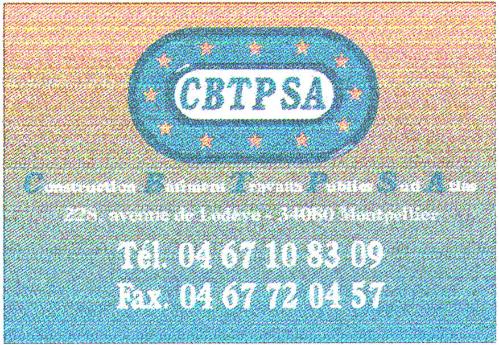 CBTPSA
Construction Bâtiment Travaux Publics Sud Asias
228, avenue de Lodève - 34080 Montpellier
Tél. 04 67 10 83 09
Fax. 04 67 72 04 57